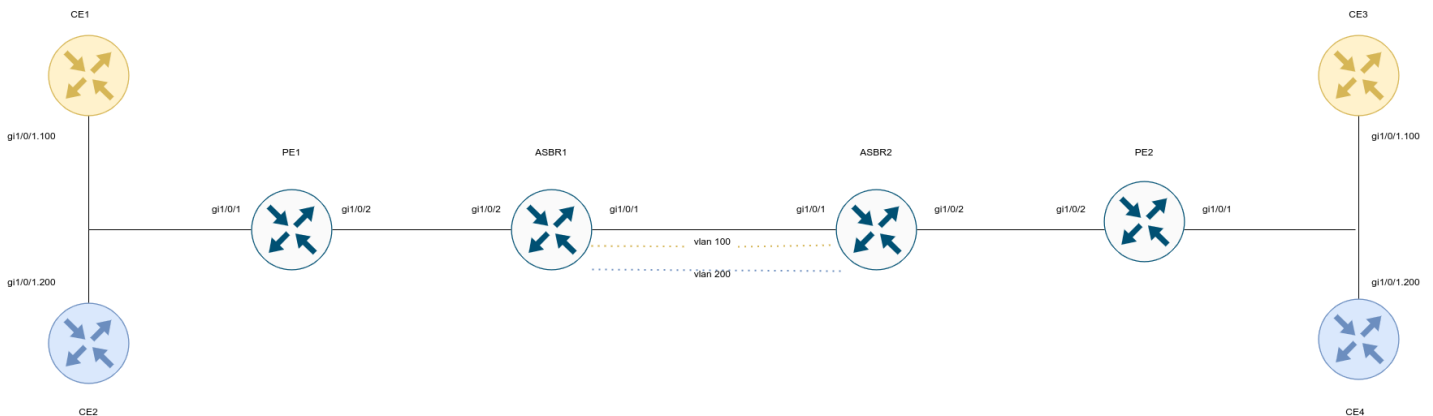 CE1
CE3
gi1/0/1.100
gi1/0/1.100
PE1
ASBR1
ASBR2
PE2
gi1/0/1
gi1/0/2
gi1/0/2
gi1/0/1
gi1/0/1
gi1/0/2
gi1/0/2
gi1/0/1
vlan 100
vlan 200
gi1/0/1.200
gi1/0/1.200
CE2
CE4